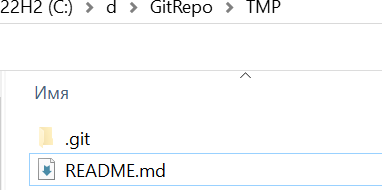 22H2 (C:) > d > GitRepo > TMP
Имя
.git
README.md